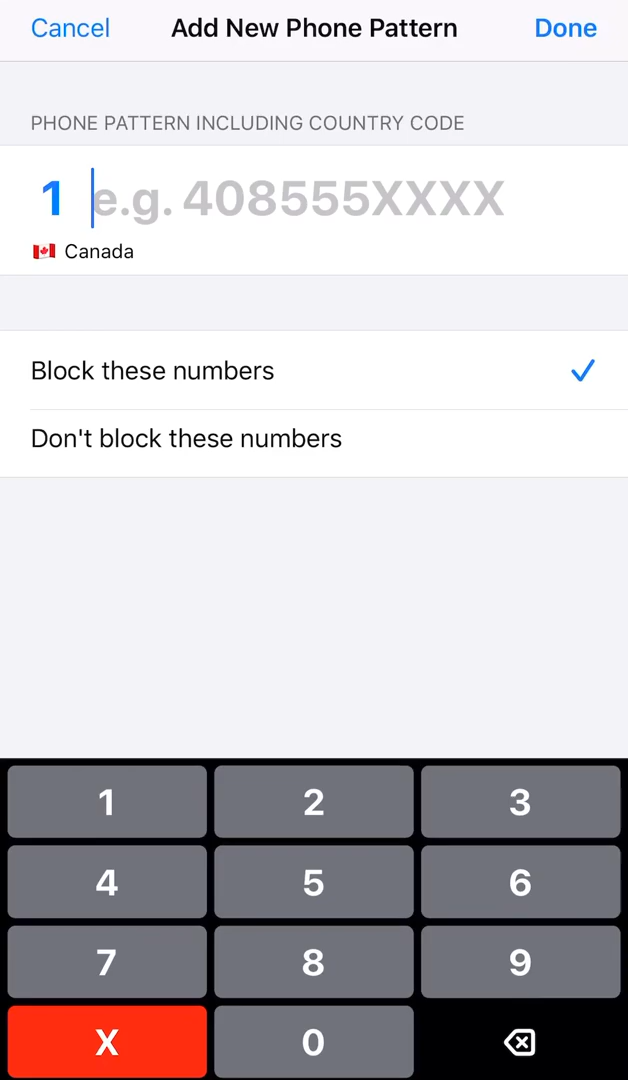 Cancel Add New Phone Pattern Done
PHONE PATTERN INCLUDING COUNTRY CODE
1 e.g. 408555XXXX
Canada
Block these numbers
Don't block these numbers
1 2 3
4 5 6
7 8 9
X 0